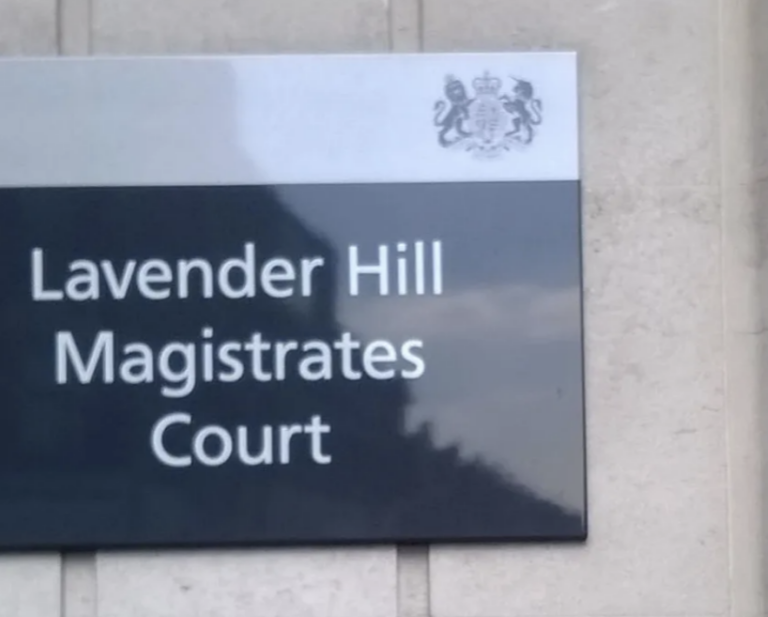 Lavender Hill
Magistrates
Court